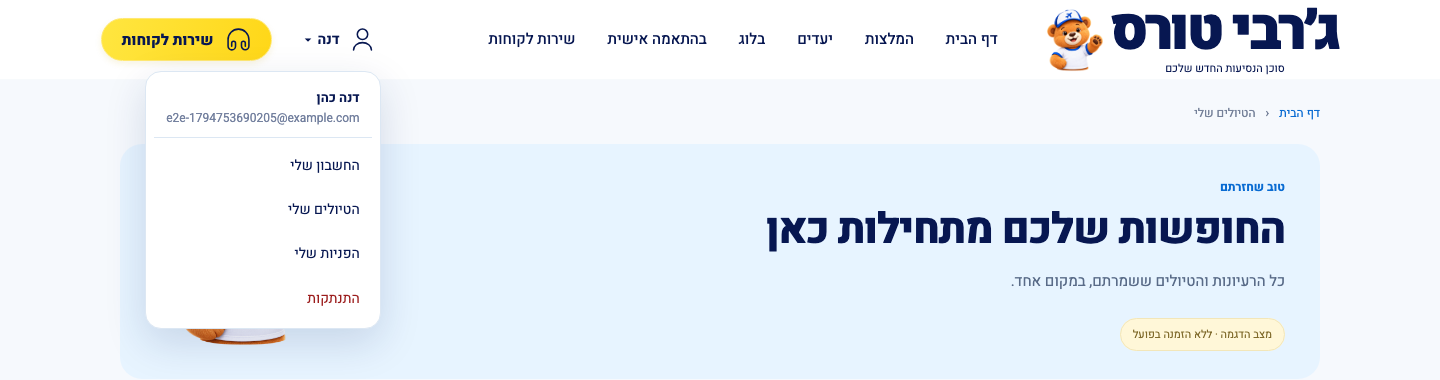 ג'רבי טורס
סוכן הנסיעות החדש שלכם
דף הבית
המלצות
יעדים
בלוג
בהתאמה אישית
שירות לקוחות
דנה
שירות לקוחות
דנה כהן
e2e-1794753690205@example.com
החשבון שלי
הטיולים שלי
הפניות שלי
התנתקות
דף הבית › הטיולים שלי
טוב שחזרתם
החופשות שלכם מתחילות כאן
כל הרעיונות והטיולים ששמרתם, במקום אחד.
מצב הדגמה · ללא הזמנה בפועל